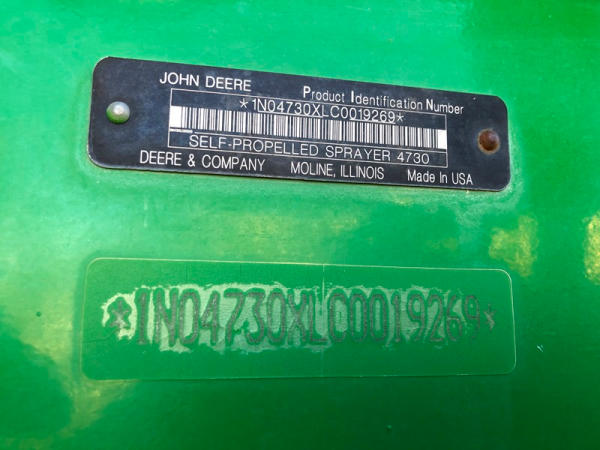 JOHN DEERE
Product Identification Number
*1N04730XLC0019269*
SELF-PROPELLED SPRAYER 4730
DEERE & COMPANY MOLINE, ILLINOIS Made In USA
*1N04730XLC0019269*